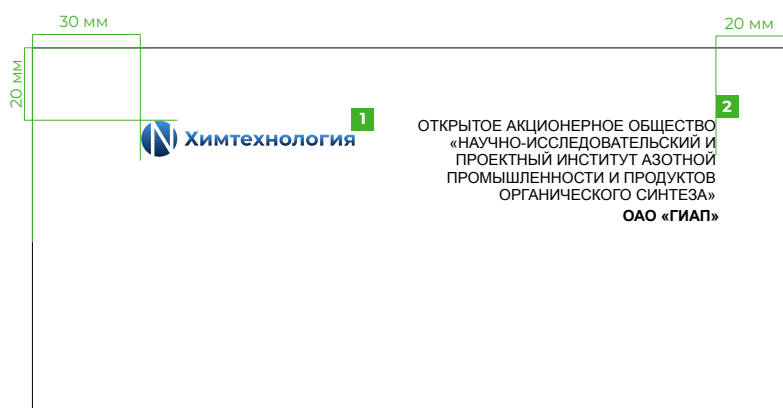 30 мм
20 мм
20 мм
1
2
Химтехнология
ОТКРЫТОЕ АКЦИОНЕРНОЕ ОБЩЕСТВО
«НАУЧНО-ИССЛЕДОВАТЕЛЬСКИЙ И
ПРОЕКТНЫЙ ИНСТИТУТ АЗОТНОЙ
ПРОМЫШЛЕННОСТИ И ПРОДУКТОВ
ОРГАНИЧЕСКОГО СИНТЕЗА»
ОАО «ГИАП»